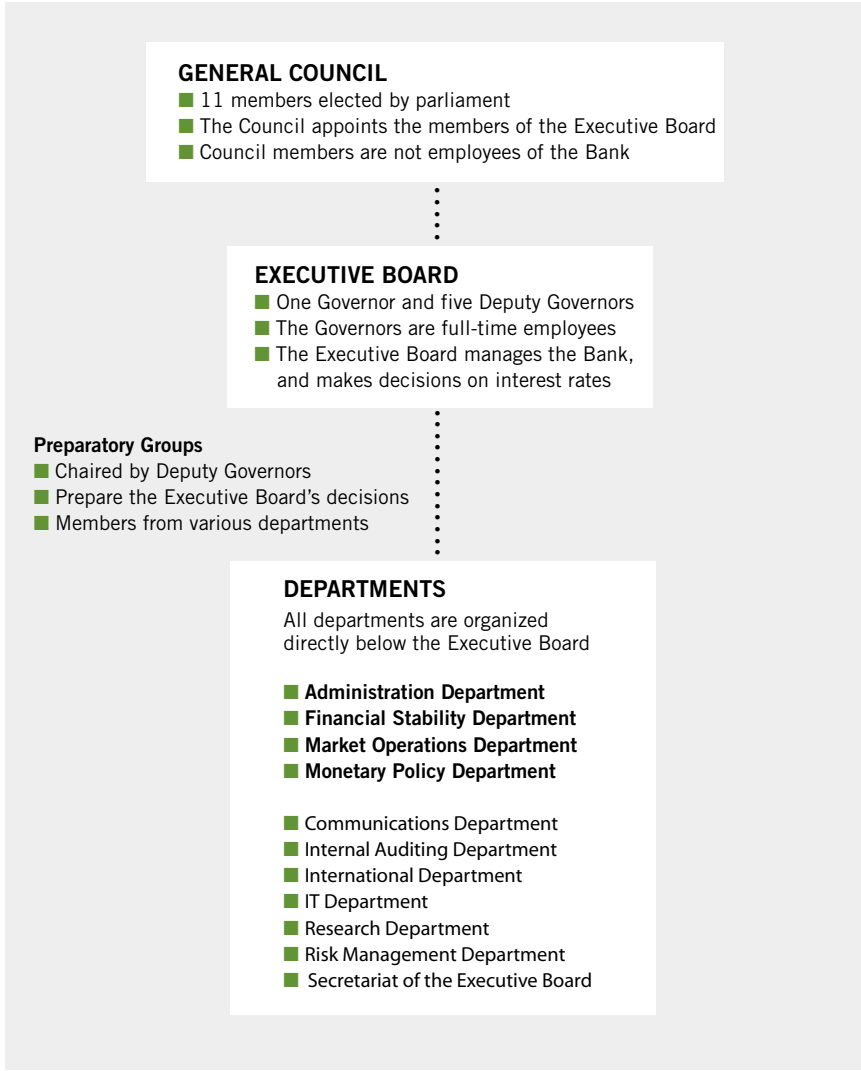 GENERAL COUNCIL
■ 11 members elected by parliament
■ The Council appoints the members of the Executive Board
■ Council members are not employees of the Bank
EXECUTIVE BOARD
■ One Governor and five Deputy Governors
■ The Governors are full-time employees
■ The Executive Board manages the Bank,
and makes decisions on interest rates
Preparatory Groups
■ Chaired by Deputy Governors
■ Prepare the Executive Board's decisions
■ Members from various departments
DEPARTMENTS
All departments are organized
directly below the Executive Board
■ Administration Department
■ Financial Stability Department
■ Market Operations Department
■ Monetary Policy Department
■ Communications Department
■ Internal Auditing Department
■ International Department
■ IT Department
■ Research Department
■ Risk Management Department
■ Secretariat of the Executive Board